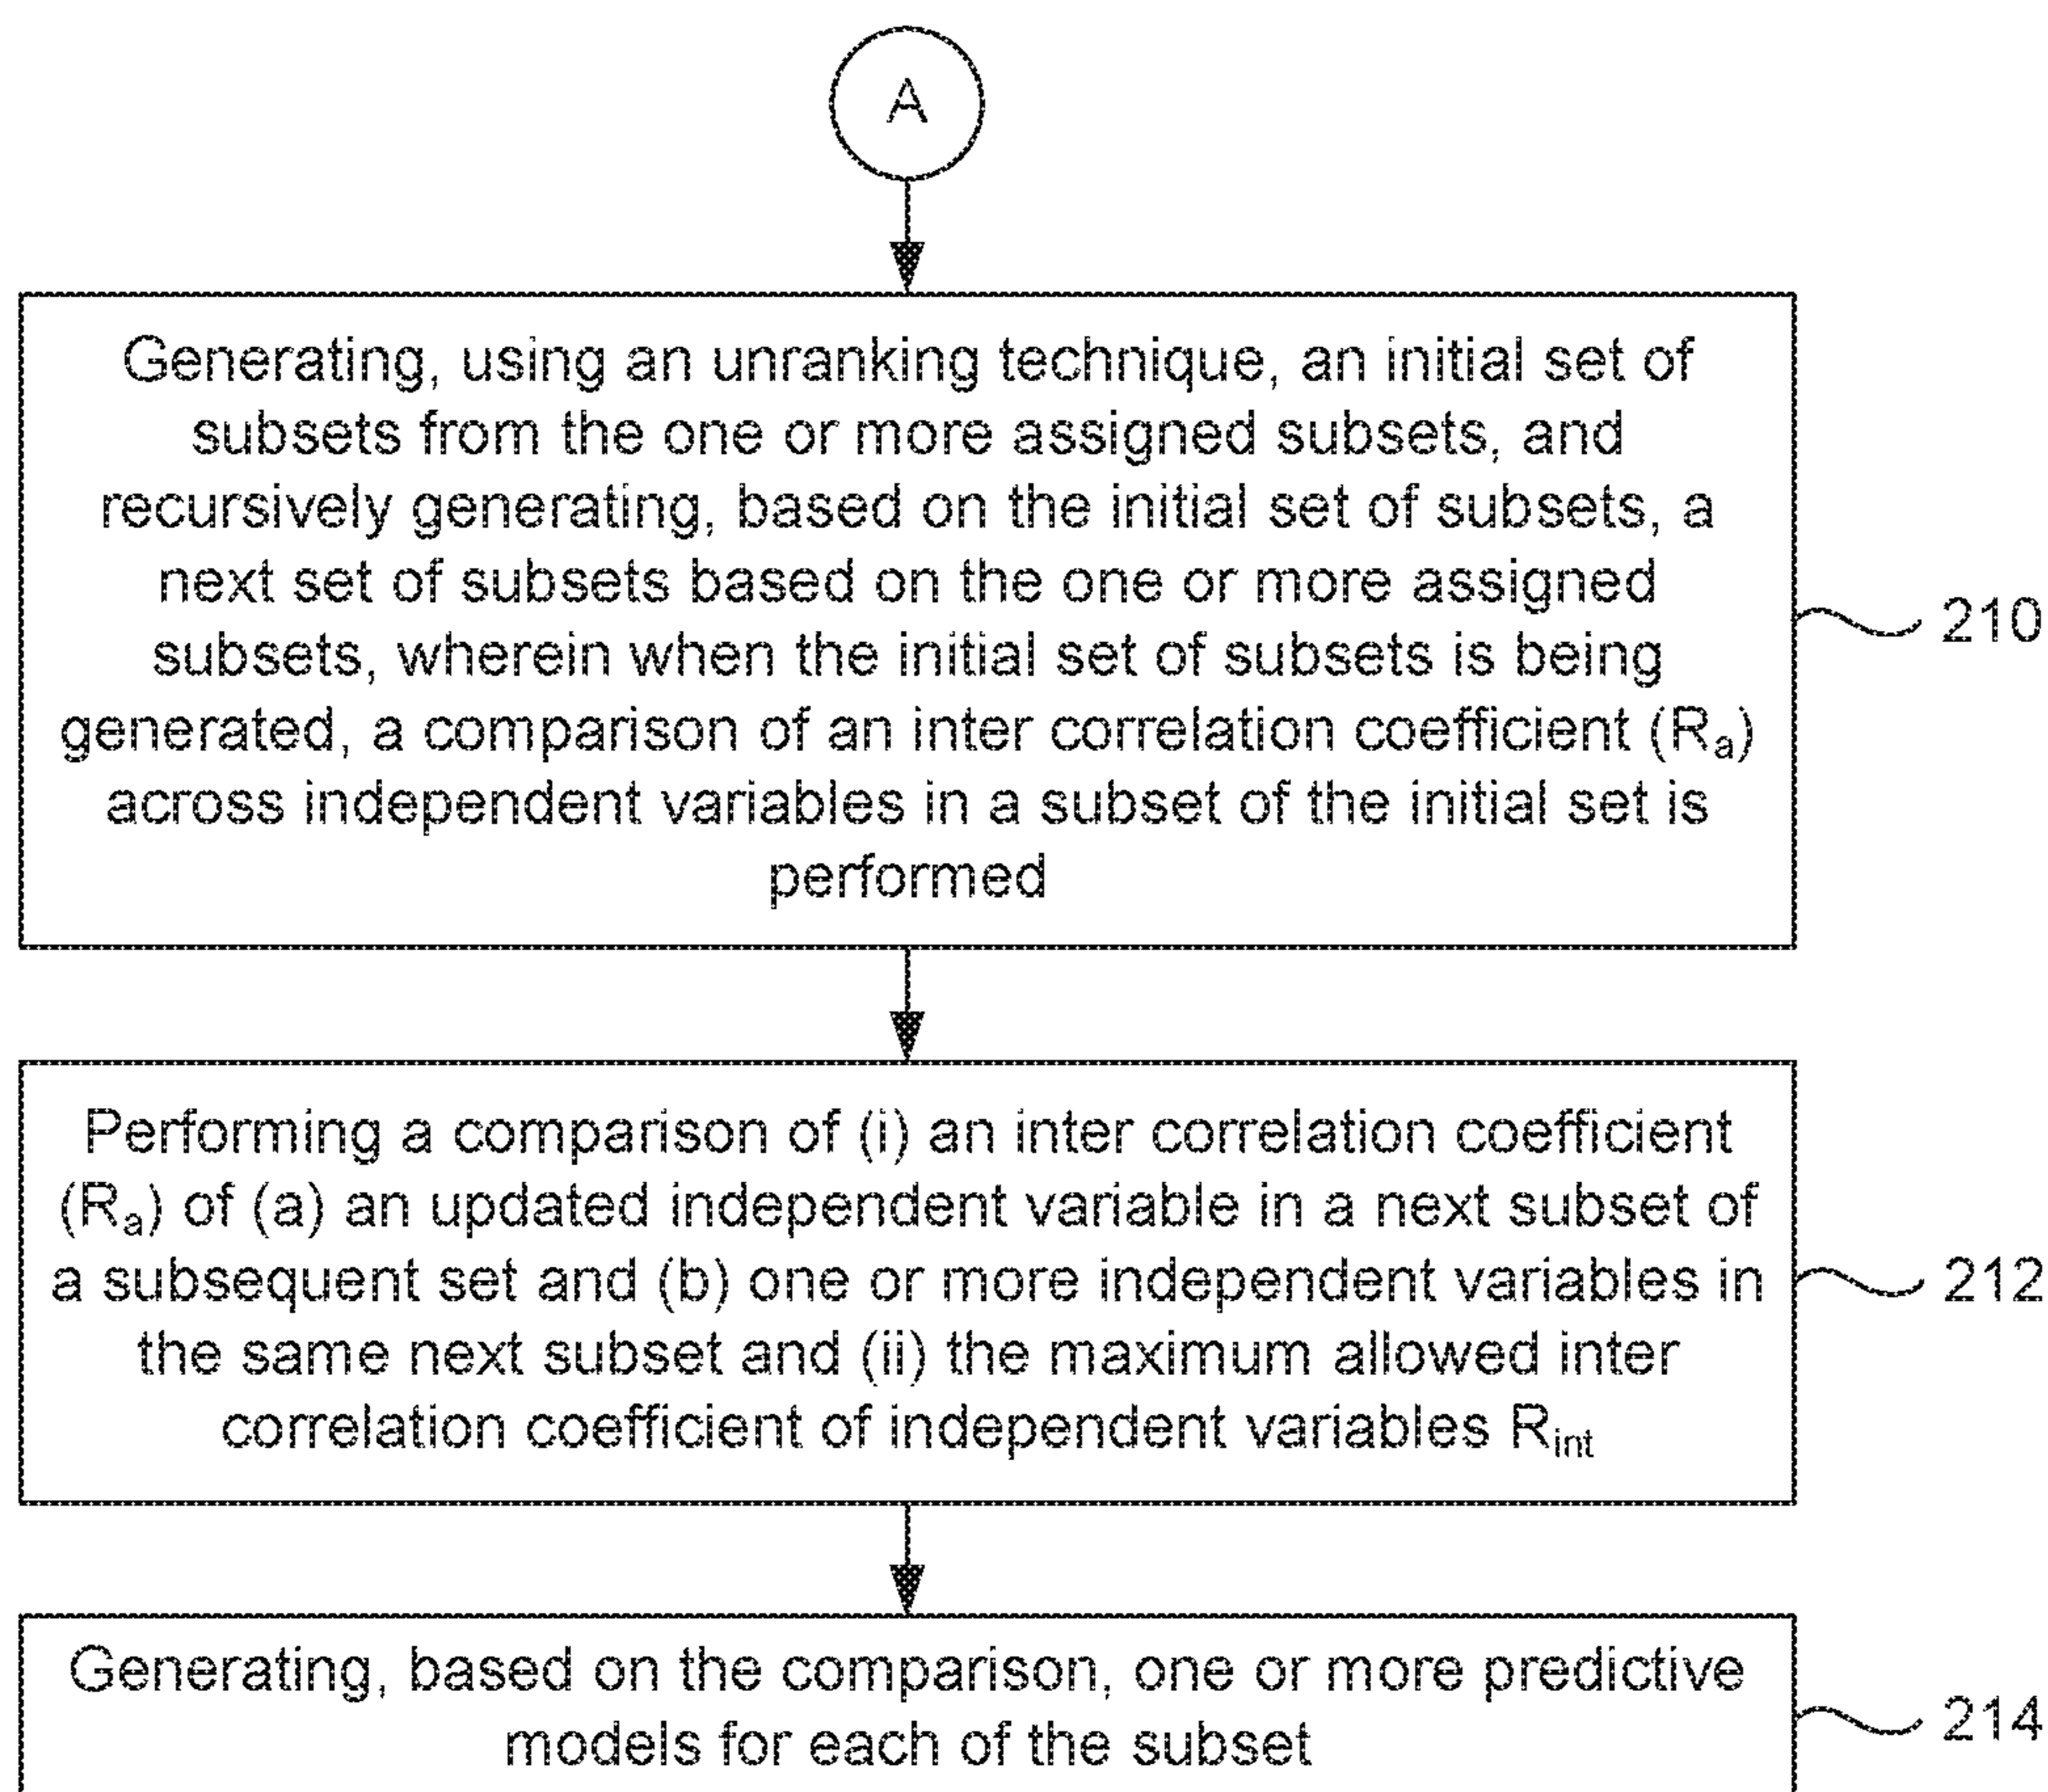 A
Generating, using an unranking technique, an initial set of
subsets from the one or more assigned subsets, and
recursively generating, based on the initial set of subsets, a
next set of subsets based on the one or more assigned
subsets, wherein when the initial set of subsets is being
generated, a comparison of an inter correlation coefficient (Rₐ)
across independent variables in a subset of the initial set is
performed
210
Performing a comparison of (i) an inter correlation coefficient
(Rₐ) of (a) an updated independent variable in a next subset of
a subsequent set and (b) one or more independent variables in
the same next subset and (ii) the maximum allowed inter
correlation coefficient of independent variables Rᵢₙₜ
212
Generating, based on the comparison, one or more predictive
models for each of the subset
214